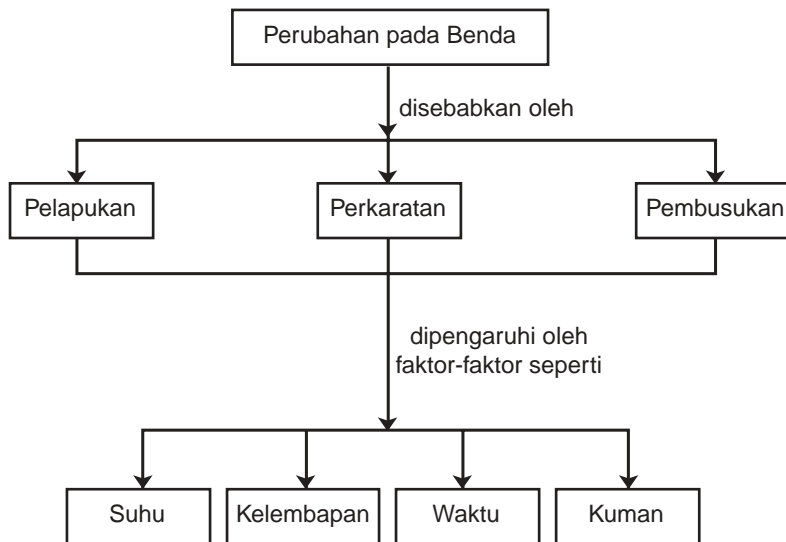 Perubahan pada Benda
disebabkan oleh
Pelapukan
Perkaratan
Pembusukan
dipengaruhi oleh
faktor-faktor seperti
Suhu
Kelembapan
Waktu
Kuman